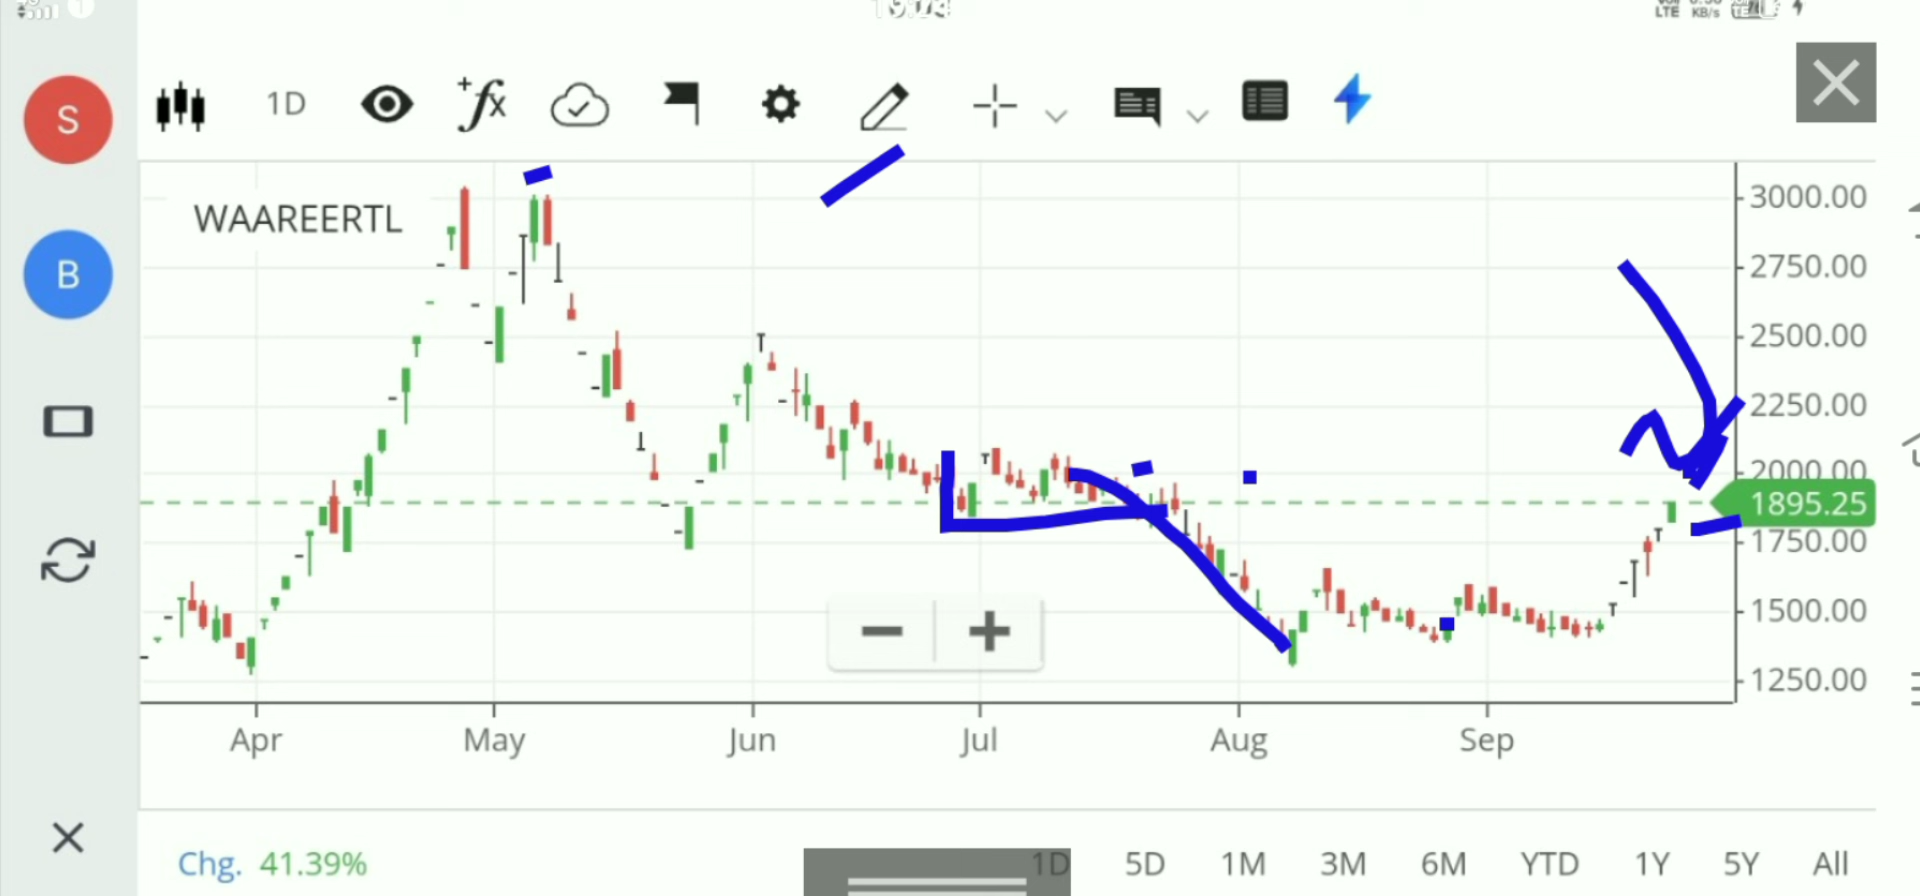 LTE KB/s
S
1D
WAAREERTL
3000.00
B
2750.00
2500.00
2250.00
2000.00
1895.25
1750.00
1500.00
1250.00
Apr May Jun Jul Aug Sep
Chg. 41.39%
1D 5D 1M 3M 6M YTD 1Y 5Y All